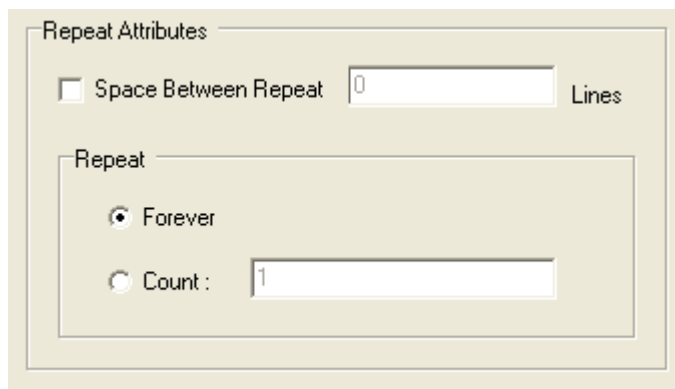 Repeat Attributes
Space Between Repeat 0 Lines
Repeat
Forever
Count : 1